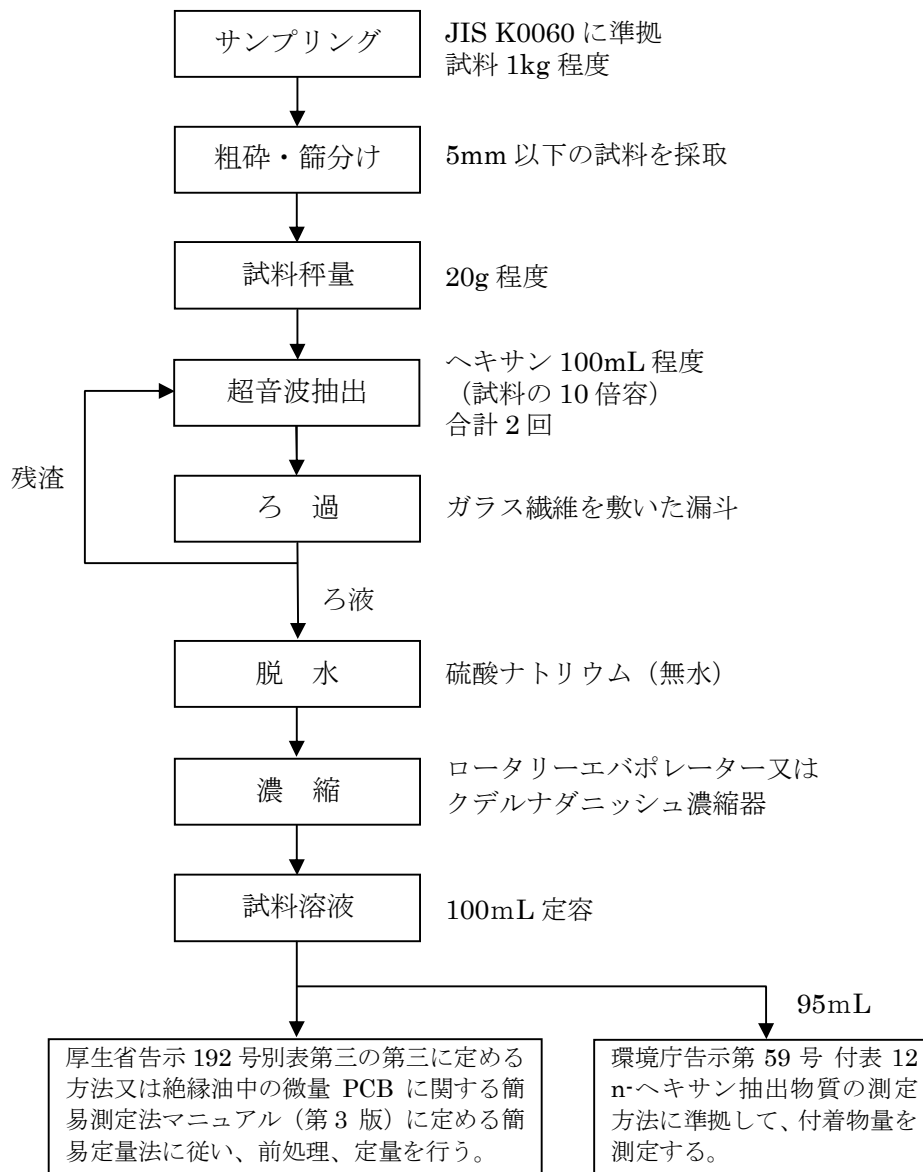 サンプリング
JIS K0060 に準拠
試料 1kg 程度
粗砕・篩分け
5mm 以下の試料を採取
試料秤量
20g 程度
超音波抽出
ヘキサン 100mL 程度
（試料の 10 倍容）
合計 2 回
残渣
ろ　過
ガラス繊維を敷いた漏斗
ろ液
脱　水
硫酸ナトリウム（無水）
濃　縮
ロータリーエバポレーター又は
クデルナダニッシュ濃縮器
試料溶液
100mL 定容
95mL
厚生省告示 192 号別表第三の第三に定める
方法又は絶縁油中の微量 PCB に関する簡
易測定法マニュアル（第 3 版）に定める簡
易定量法に従い、前処理、定量を行う。
環境庁告示第 59 号 付表 12
n-ヘキサン抽出物質の測定
方法に準拠して、付着物量を
測定する。